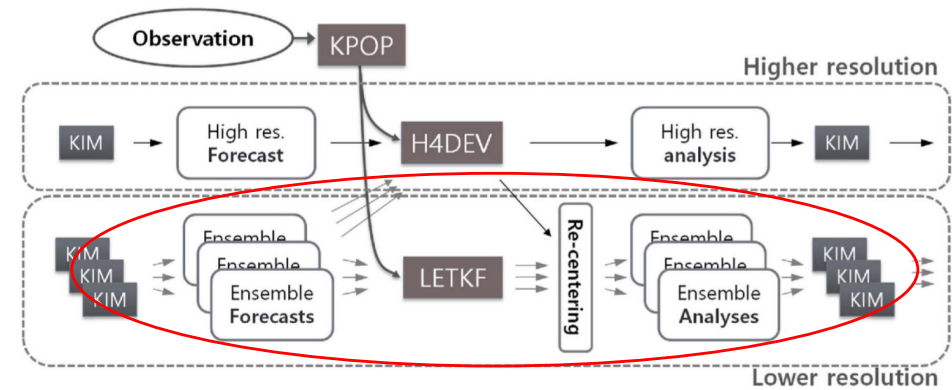 Observation
KPOP
Higher resolution
KIM
High res.
Forecast
H4DEV
High res.
analysis
KIM
KIM
KIM
KIM
Ensemble
Ensemble
Ensemble
Forecasts
LETKF
Re-centering
Ensemble
Ensemble
Ensemble
Analyses
KIM
KIM
KIM
Lower resolution